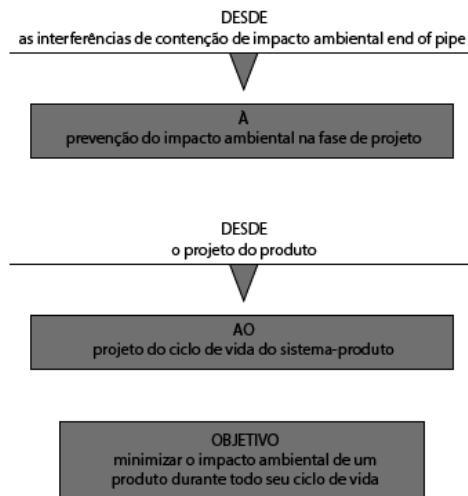 DESDE
as interferências de contenção de impacto ambiental end of pipe
À
prevenção do impacto ambiental na fase de projeto
DESDE
o projeto do produto
AO
projeto do ciclo de vida do sistema-produto
OBJETIVO
minimizar o impacto ambiental de um
produto durante todo seu ciclo de vida